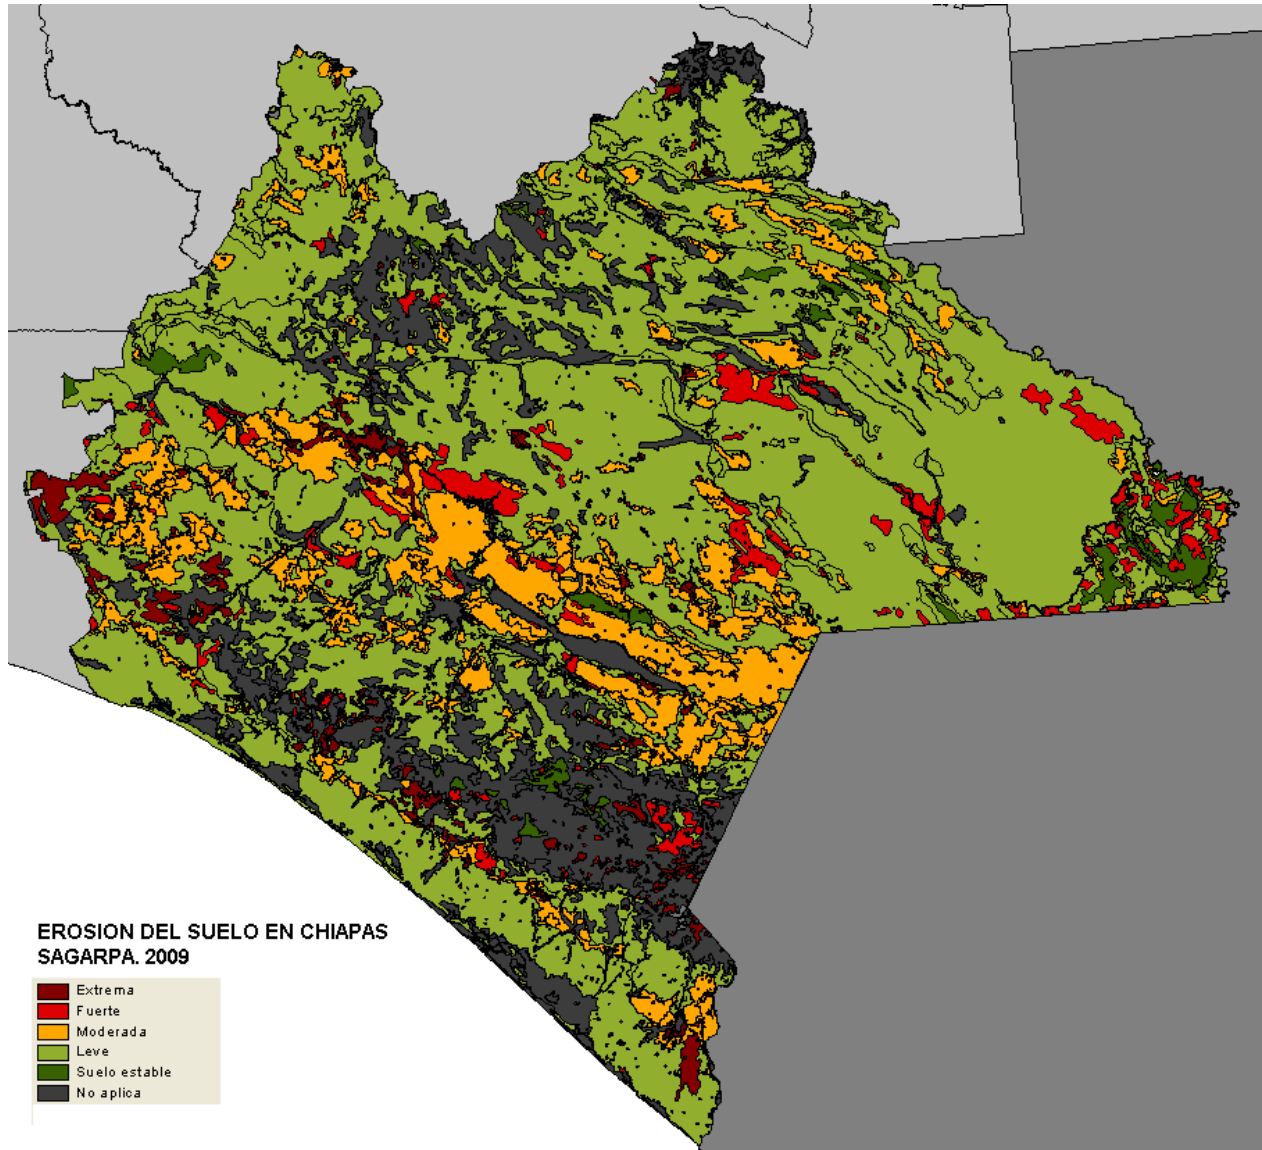 EROSION DEL SUELO EN CHIAPAS
SAGARPA. 2009
Extrema
Fuerte
Moderada
Leve
Suelo estable
No aplica